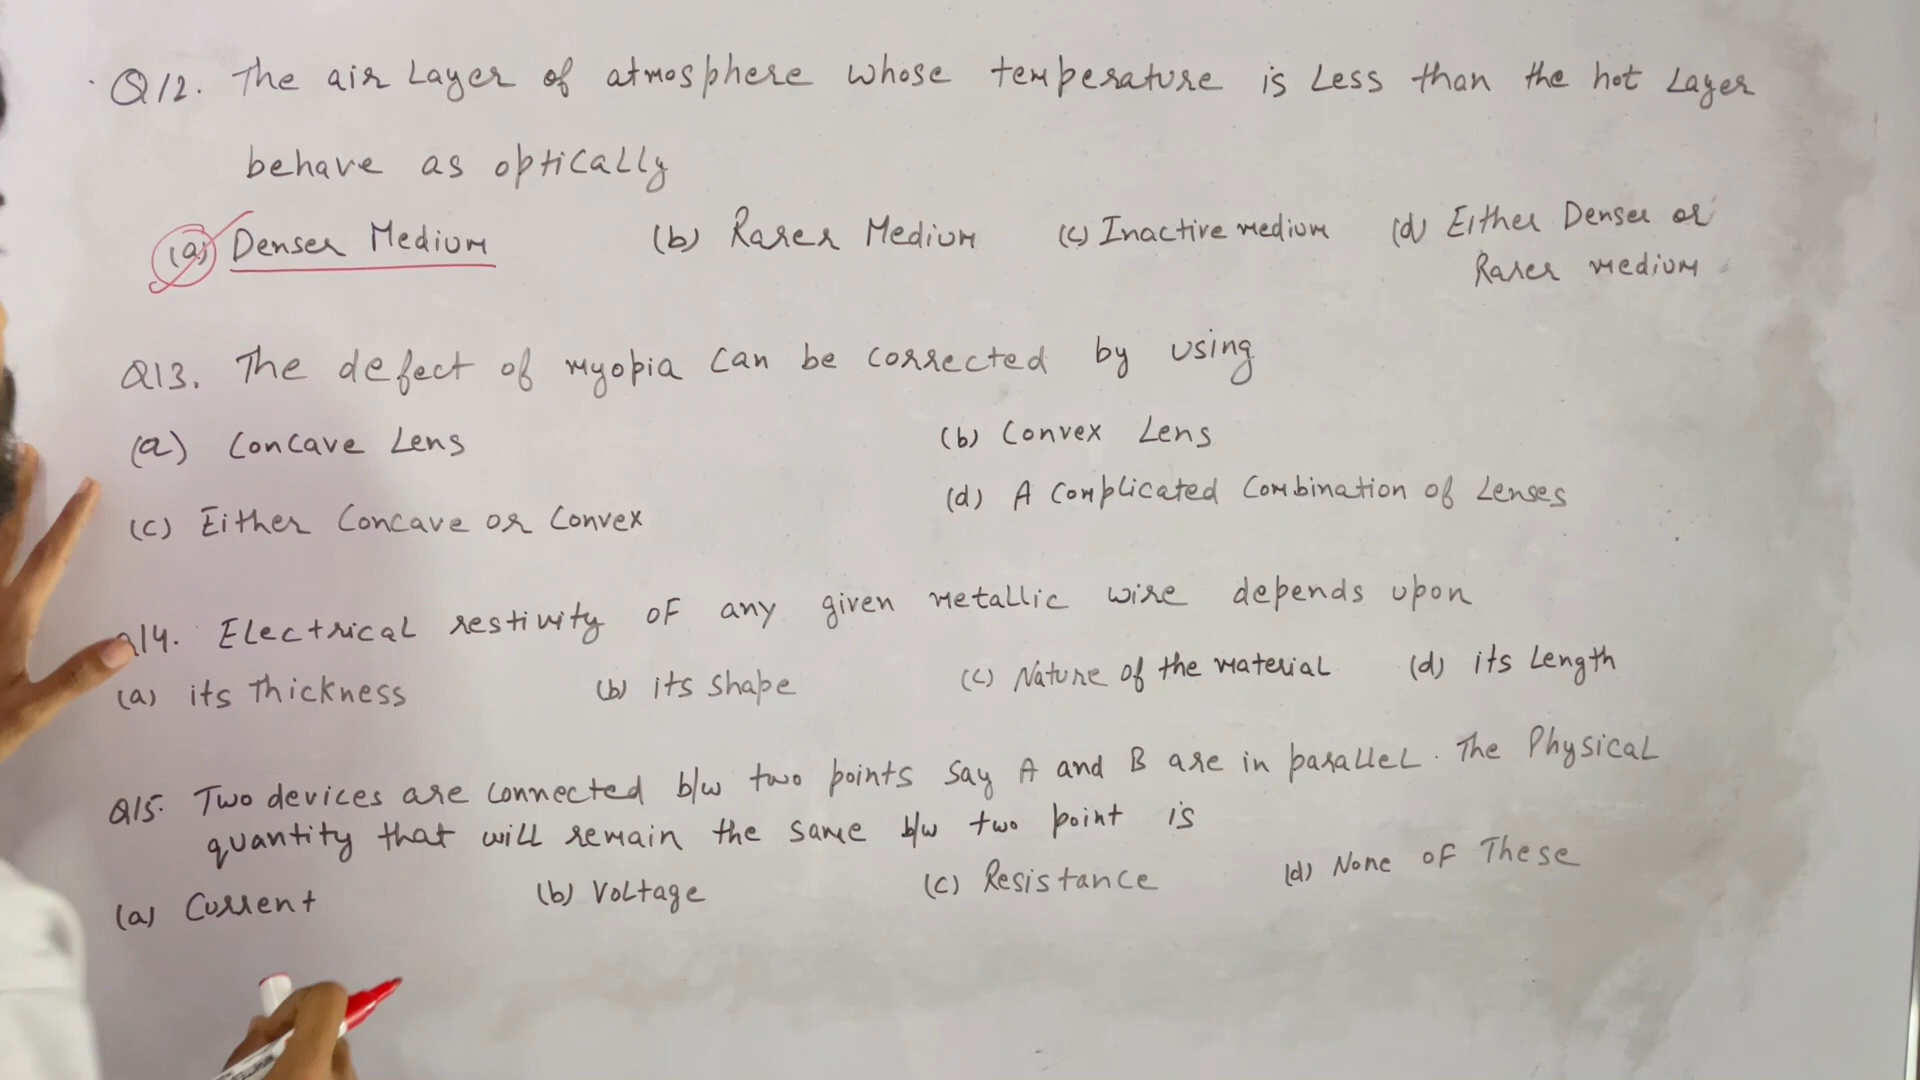 Q12. The air Layer of atmosphere whose temperature is Less than the hot Layer
behave as optically
(a) Denser Medium (b) Rarer Medium (c) Inactive medium (d) Either Denser or
Rarer medium
Q13. The defect of myopia can be corrected by using
(a) Concave Lens (b) Convex Lens
(c) Either Concave or Convex (d) A Complicated Combination of Lenses
Q14. Electrical restivity of any given metallic wire depends upon
(a) its Thickness (b) its shape (c) Nature of the material (d) its Length
Q15. Two devices are connected b/w two points say A and B are in parallel. The Physical
quantity that will remain the same b/w two point is
(a) Current (b) Voltage (c) Resistance (d) None of These